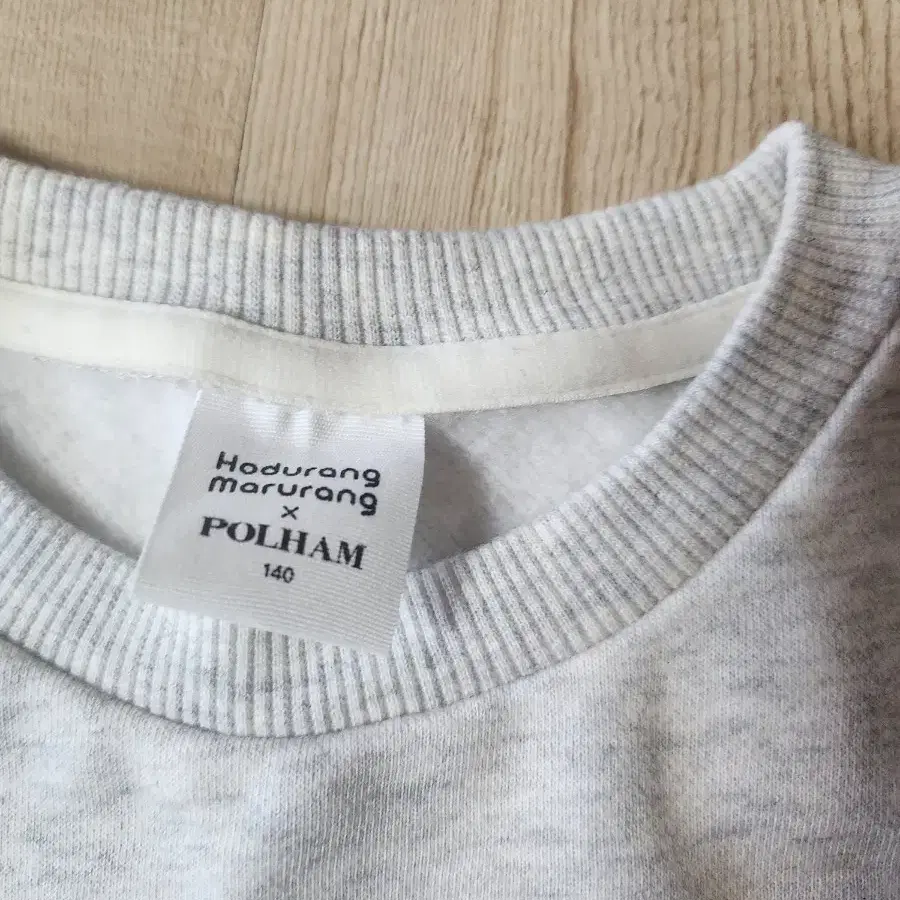 Hodurang
marurang
×
POLHAM
140